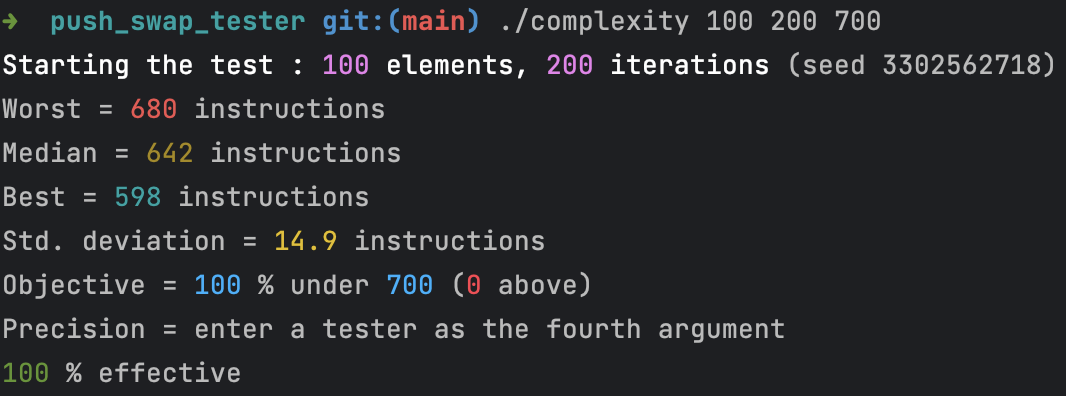 ➜  push_swap_tester git:(main) ./complexity 100 200 700
Starting the test : 100 elements, 200 iterations (seed 3302562718)
Worst = 680 instructions
Median = 642 instructions
Best = 598 instructions
Std. deviation = 14.9 instructions
Objective = 100 % under 700 (0 above)
Precision = enter a tester as the fourth argument
100 % effective